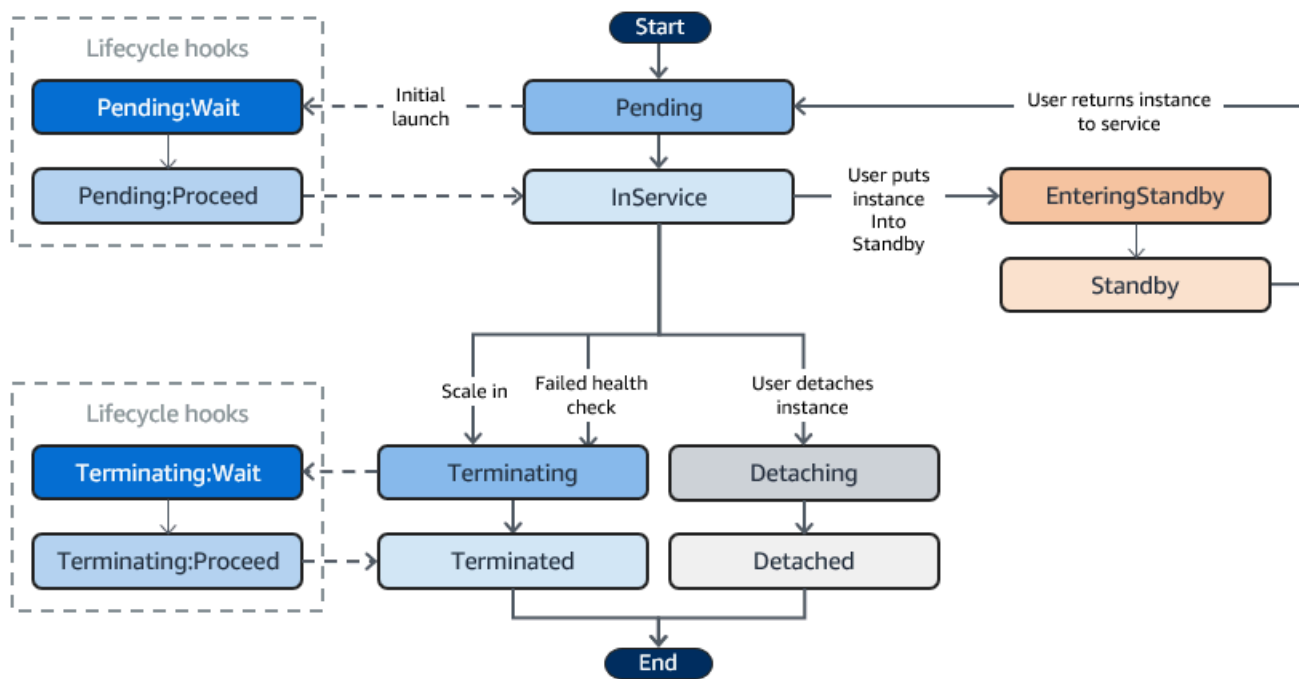 Start
Lifecycle hooks
Pending:Wait
Initial
launch
Pending
User returns instance
to service
Pending:Proceed
InService
User puts
instance
Into
Standby
EnteringStandby
Standby
Scale in
Failed health
check
User detaches
instance
Lifecycle hooks
Terminating:Wait
Terminating
Detaching
Terminating:Proceed
Terminated
Detached
End